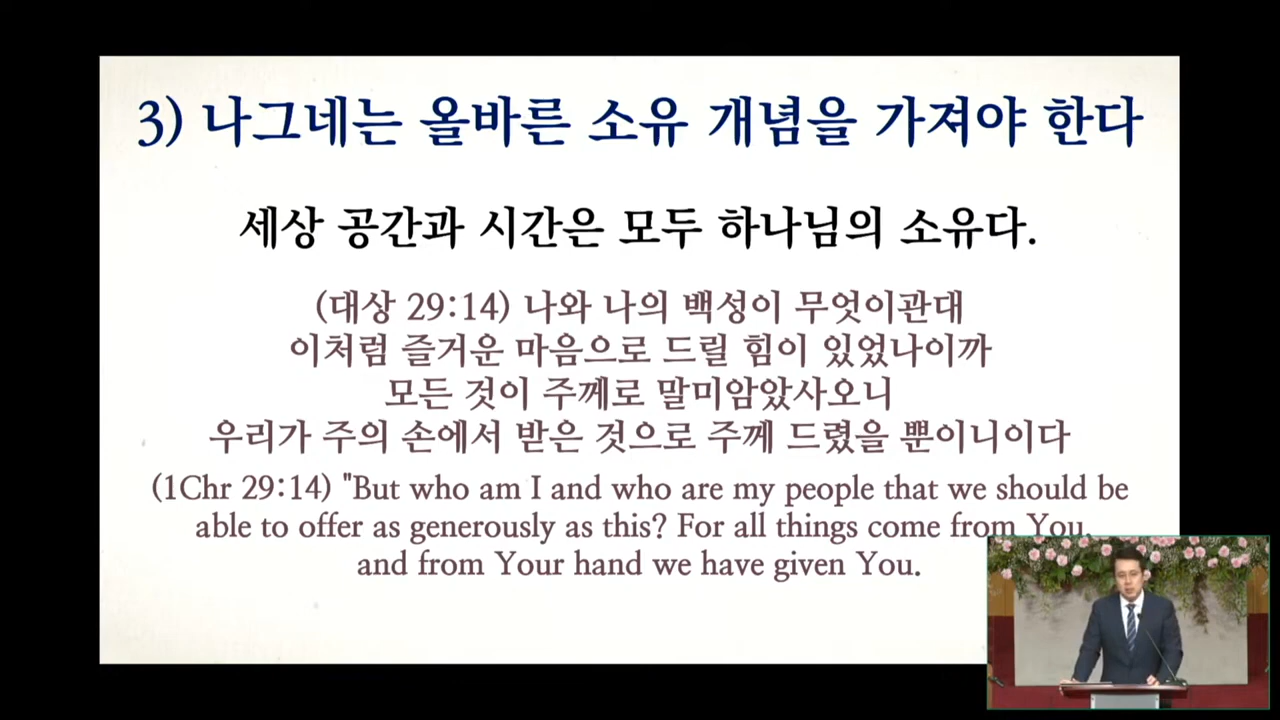 3) 나그네는 올바른 소유 개념을 가져야 한다
세상 공간과 시간은 모두 하나님의 소유다.
(대상 29:14) 나와 나의 백성이 무엇이관대
이처럼 즐거운 마음으로 드릴 힘이 있었나이까
모든 것이 주께로 말미암았사오니
우리가 주의 손에서 받은 것으로 주께 드렸을 뿐이니이다
(1Chr 29:14) "But who am I and who are my people that we should be
able to offer as generously as this? For all things come from You,
and from Your hand we have given You.